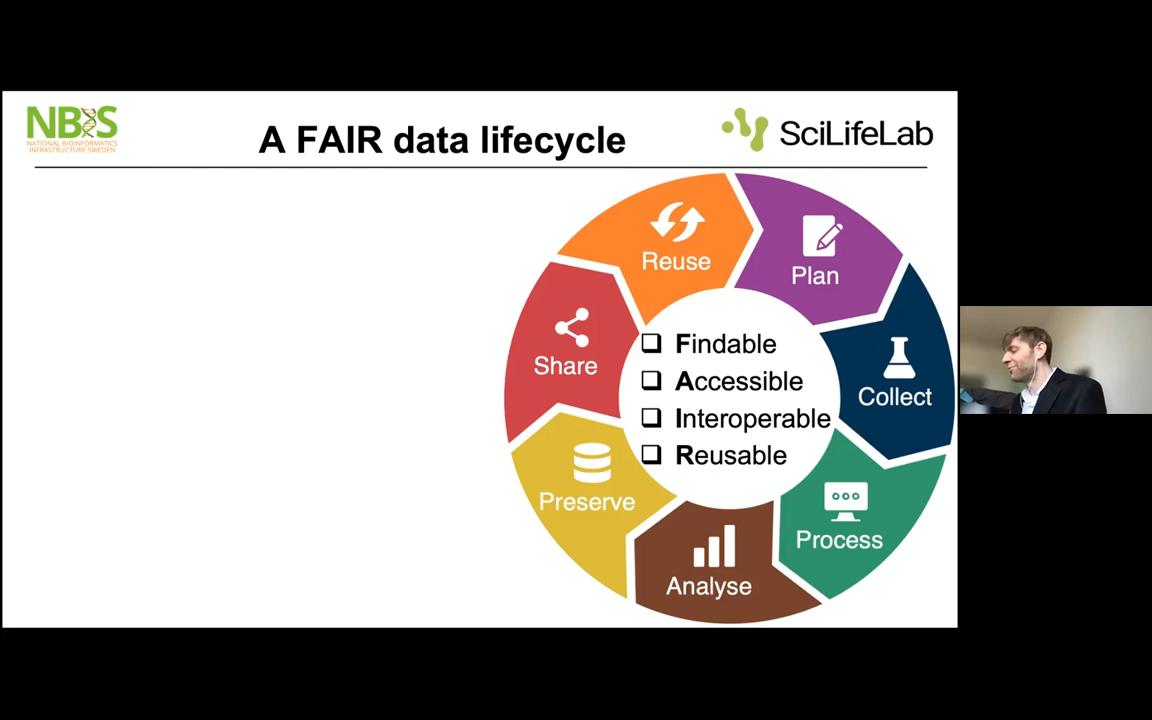 NBIS
NATIONAL BIOINFORMATICS
INFRASTRUCTURE SWEDEN
A FAIR data lifecycle
SciLifeLab
Reuse
Plan
Collect
Process
Analyse
Preserve
Share
❑ Findable
❑ Accessible
❑ Interoperable
❑ Reusable